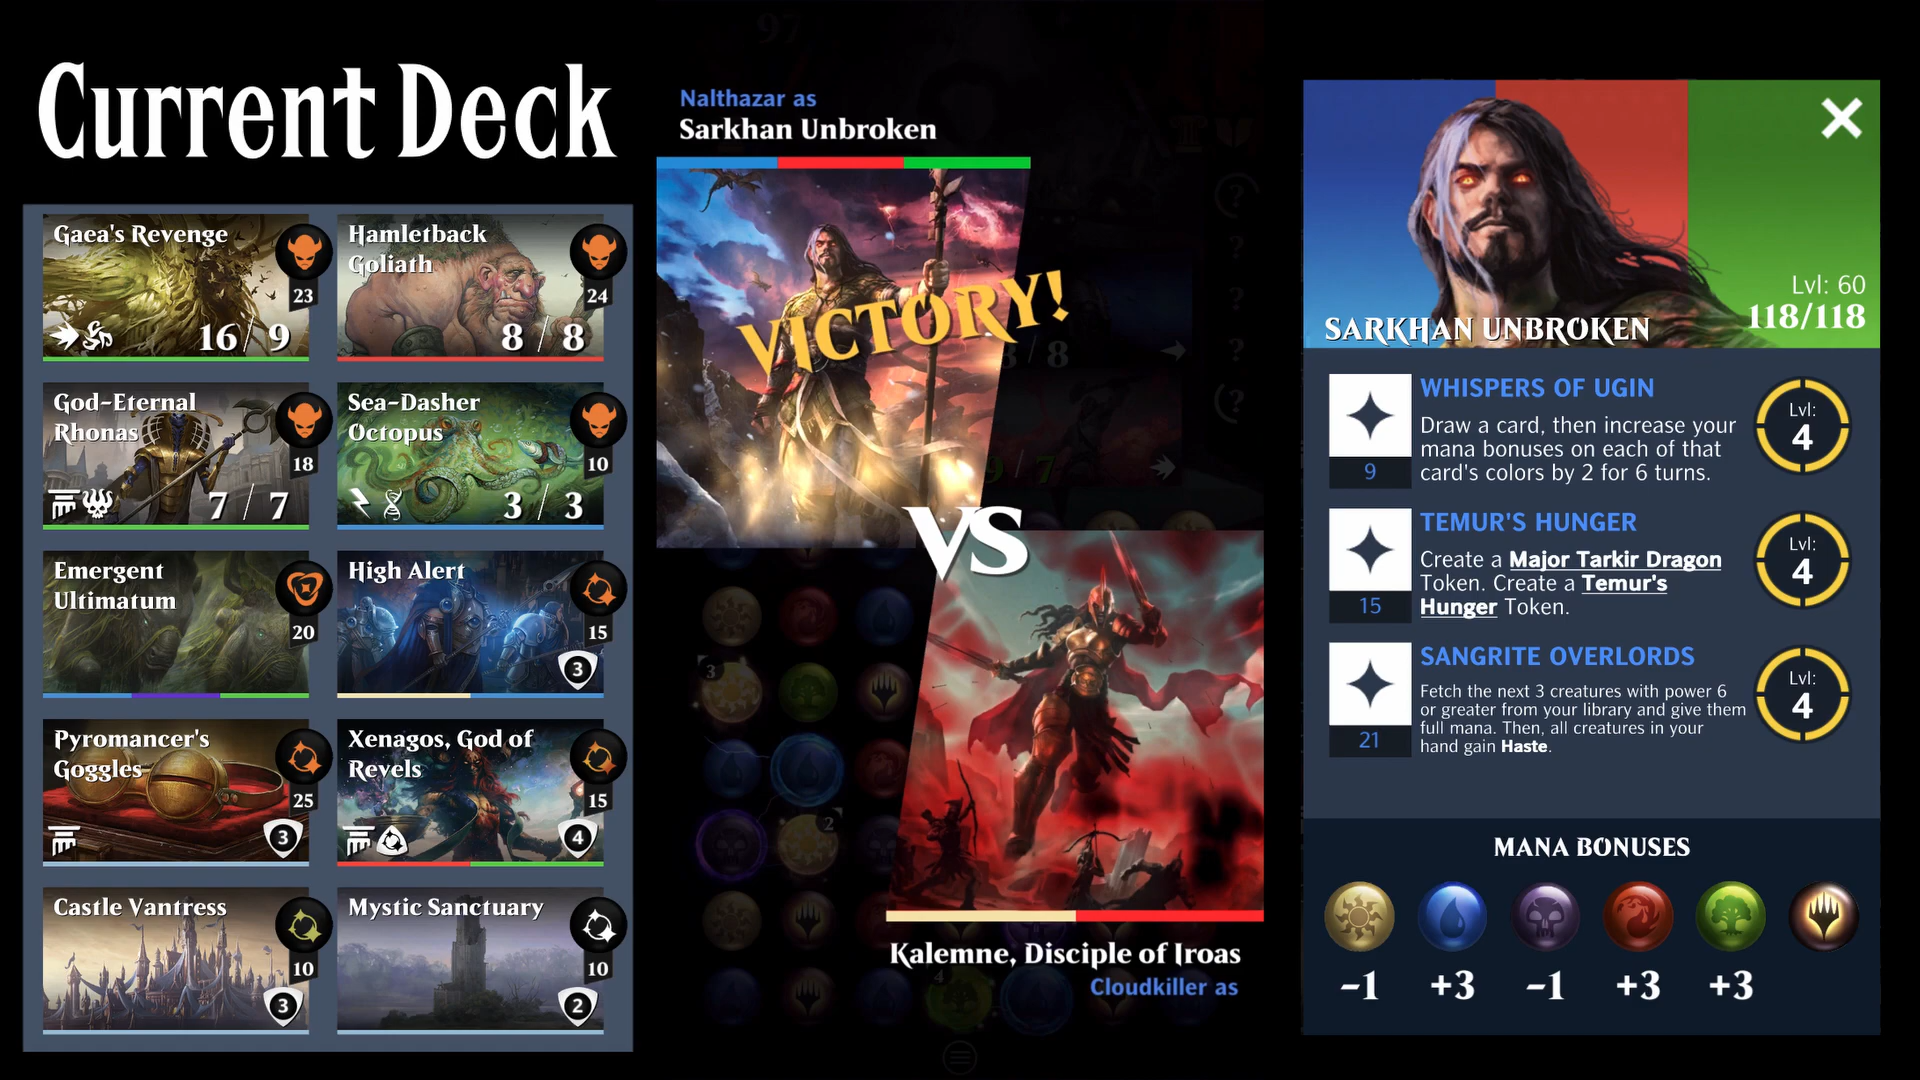 Current Deck
Gaea's Revenge
23
16 / 9
Hamletback
Goliath
24
8 / 8
God-Eternal
Rhonas
18
7 / 7
Sea-Dasher
Octopus
10
3 / 3
Emergent
Ultimatum
20
High Alert
15
3
Pyromancer's
Goggles
25
3
Xenagos, God of
Revels
15
4
Castle Vantress
10
3
Mystic Sanctuary
10
2
97
Nalthazar as
Sarkhan Unbroken
VICTORY!
VS
3
2
4
Kalemne, Disciple of Iroas
Cloudkiller as
Lvl: 60
118/118
SARKHAN UNBROKEN
WHISPERS OF UGIN
Draw a card, then increase your
mana bonuses on each of that
card's colors by 2 for 6 turns.
9
Lvl:
4
TEMUR'S HUNGER
Create a Major Tarkir Dragon
Token. Create a Temur's
Hunger Token.
15
Lvl:
4
SANGRITE OVERLORDS
Fetch the next 3 creatures with power 6
or greater from your library and give them
full mana. Then, all creatures in your
hand gain Haste.
21
Lvl:
4
MANA BONUSES
-1 +3 -1 +3 +3